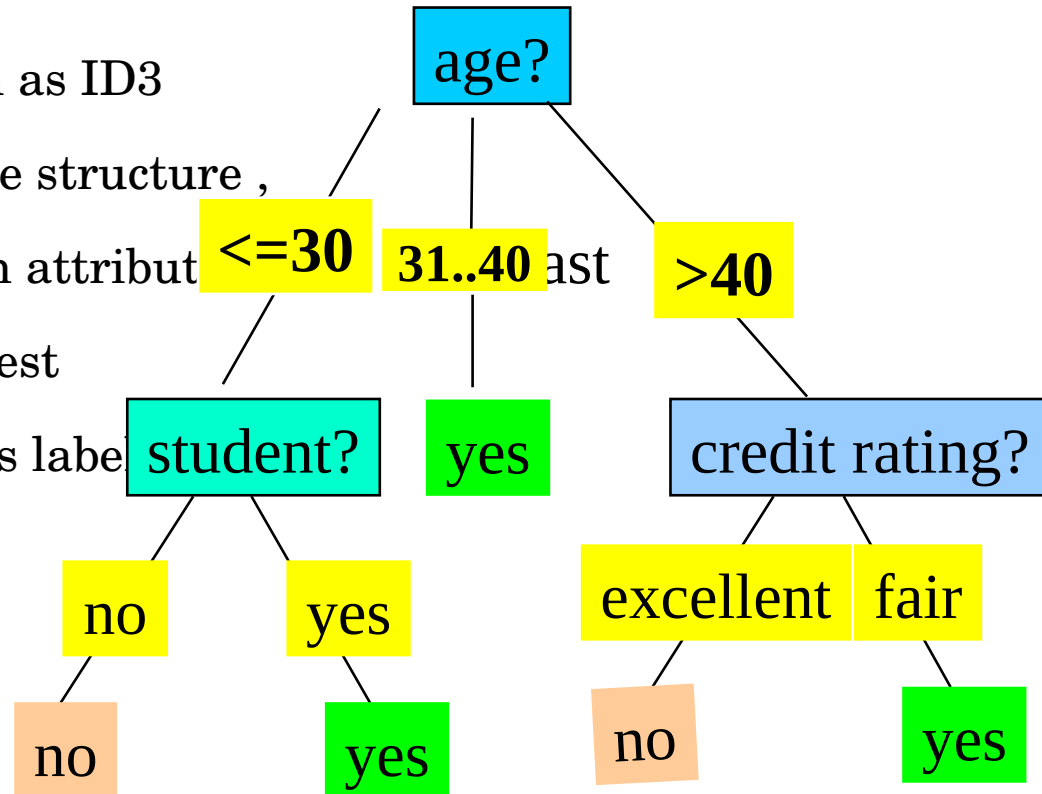 age?
as ID3
e structure ,
<=30
31..40
ast
>40
attribut
est
s label
student?
yes
credit rating?
no
yes
excellent
fair
no
yes
no
yes